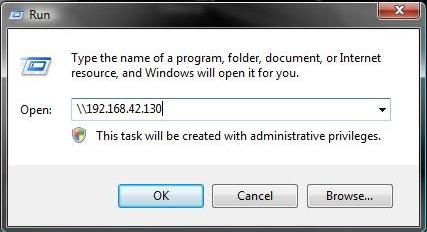 Run
Type the name of a program, folder, document, or Internet
resource, and Windows will open it for you.
Open: \\192.168.42.130
This task will be created with administrative privileges.
OK Cancel Browse...